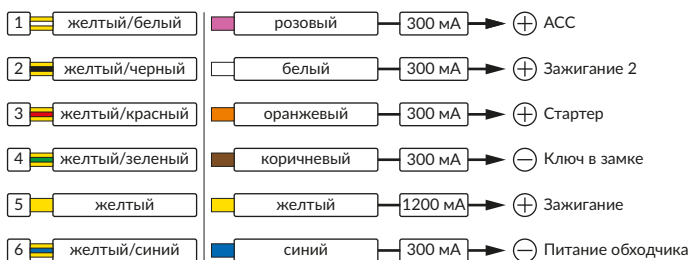 1 желтый/белый розовый 300 мА + ACC
2 желтый/черный белый 300 мА + Зажигание 2
3 желтый/красный оранжевый 300 мА + Стартер
4 желтый/зеленый коричневый 300 мА − Ключ в замке
5 желтый желтый 1200 мА + Зажигание
6 желтый/синий синий 300 мА − Питание обходчика